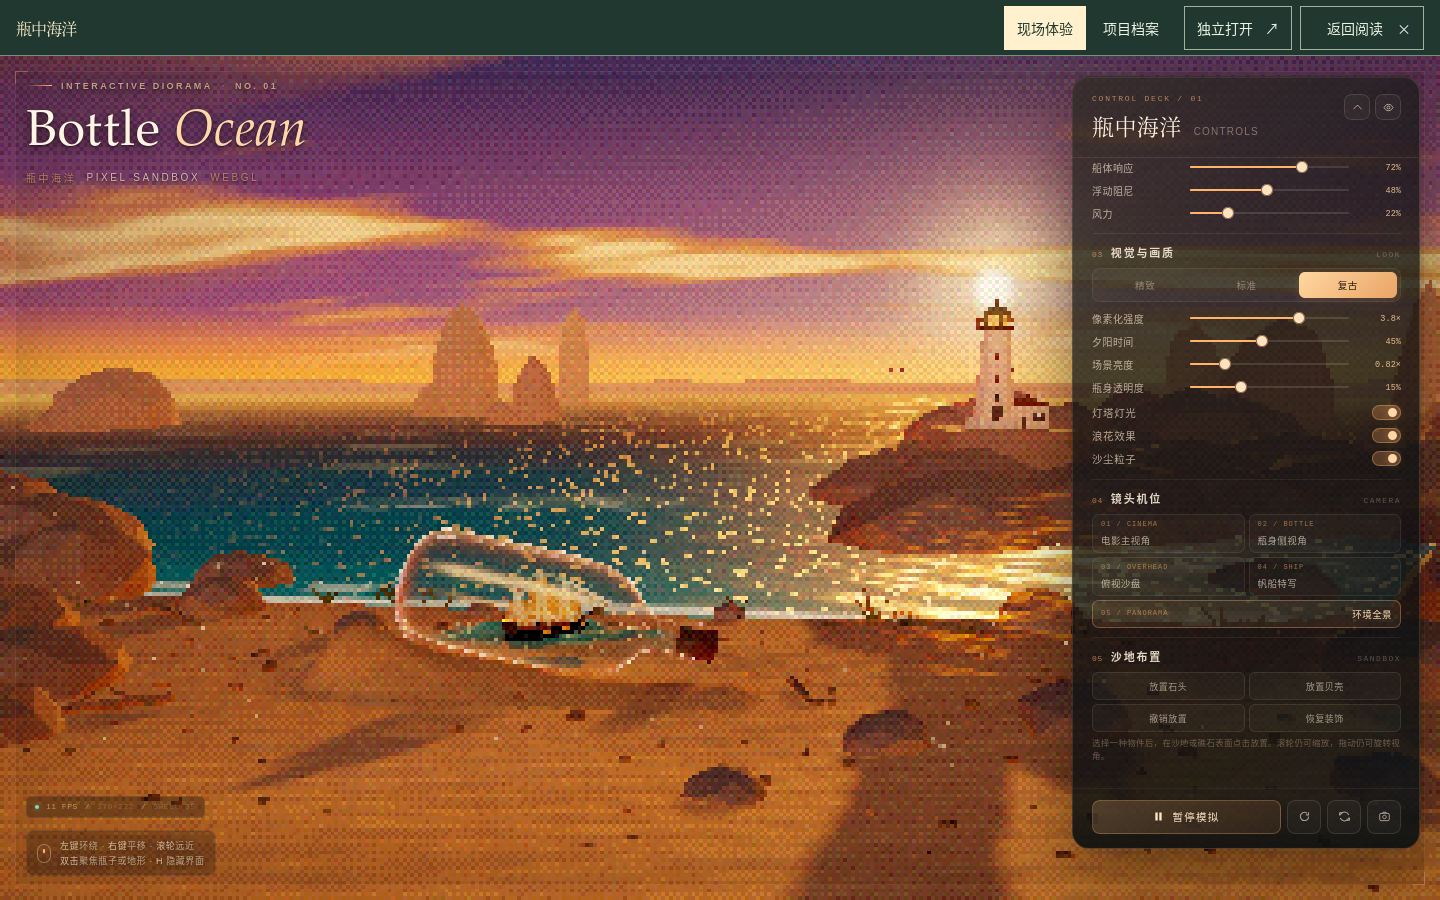 瓶中海洋
现场体验
项目档案
独立打开 ↗
返回阅读 ×
INTERACTIVE DIORAMA · NO. 01
Bottle Ocean
瓶中海洋 PIXEL SANDBOX WEBGL
CONTROL DECK / 01
瓶中海洋 CONTROLS
船体响应 72%
浮动阻尼 48%
风力 22%
03 视觉与画质 LOOK
精致 标准 复古
像素化强度 3.8×
夕阳时间 45%
场景亮度 0.82×
瓶身透明度 15%
灯塔灯光
浪花效果
沙尘粒子
04 镜头机位 CAMERA
01 / CINEMA
电影主视角
02 / BOTTLE
瓶身侧视角
03 / OVERHEAD
俯视沙盘
04 / SHIP
帆船特写
05 / PANORAMA 环境全景
05 沙地布置 SANDBOX
放置石头 放置贝壳
撤销放置 恢复装饰
选择一种物件后，在沙地或礁石表面点击放置。滚轮仍可缩放，拖动仍可旋转视
角。
暂停模拟
11 FPS / 370×222 /
左键环绕 · 右键平移 · 滚轮远近
双击聚焦瓶子或地形 · H 隐藏界面